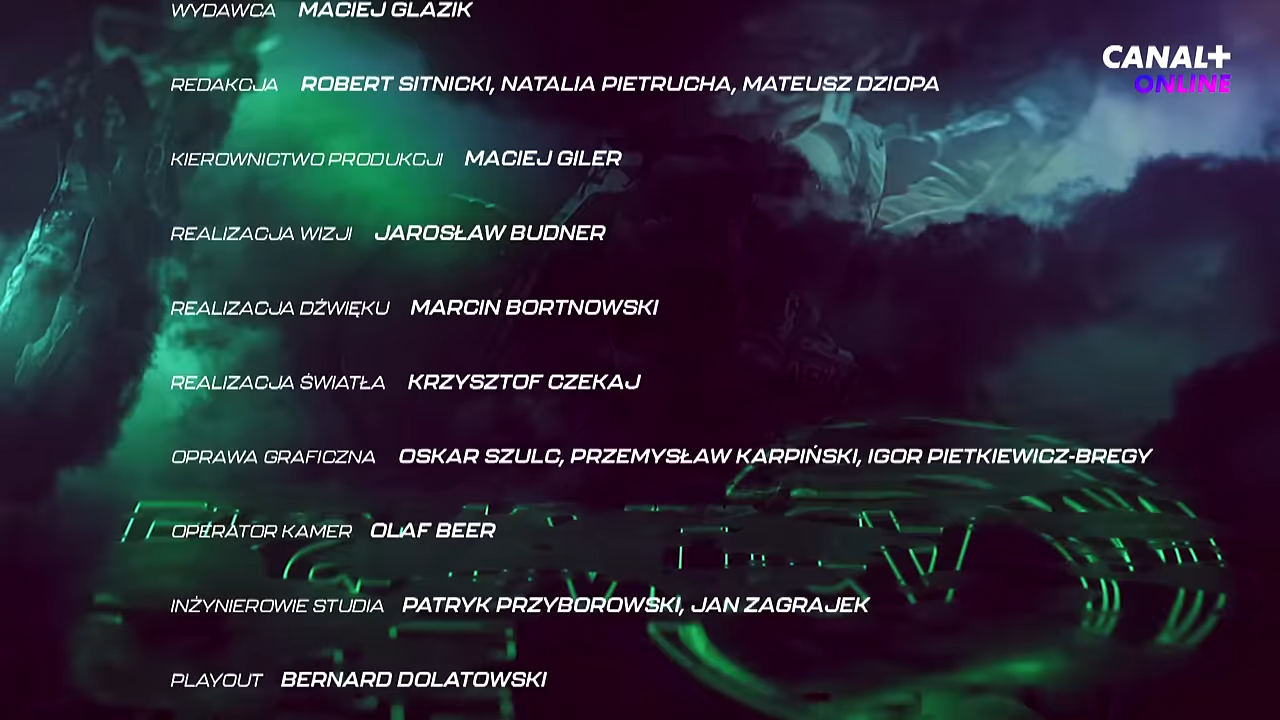 WYDAWCA MACIEJ GLAZIK
CANAL+
ONLINE
REDAKCJA ROBERT SITNICKI, NATALIA PIETRUCHA, MATEUSZ DZIOPA
KIEROWNICTWO PRODUKCJI MACIEJ GILER
REALIZACJA WIZJI JAROSŁAW BUDNER
REALIZACJA DŹWIĘKU MARCIN BORTNOWSKI
REALIZACJA ŚWIATŁA KRZYSZTOF CZEKAJ
OPRAWA GRAFICZNA OSKAR SZULC, PRZEMYSŁAW KARPIŃSKI, IGOR PIETKIEWICZ-BREGY
OPERATOR KAMER OLAF BEER
INŻYNIEROWIE STUDIA PATRYK PRZYBOROWSKI, JAN ZAGRAJEK
PLAYOUT BERNARD DOLATOWSKI